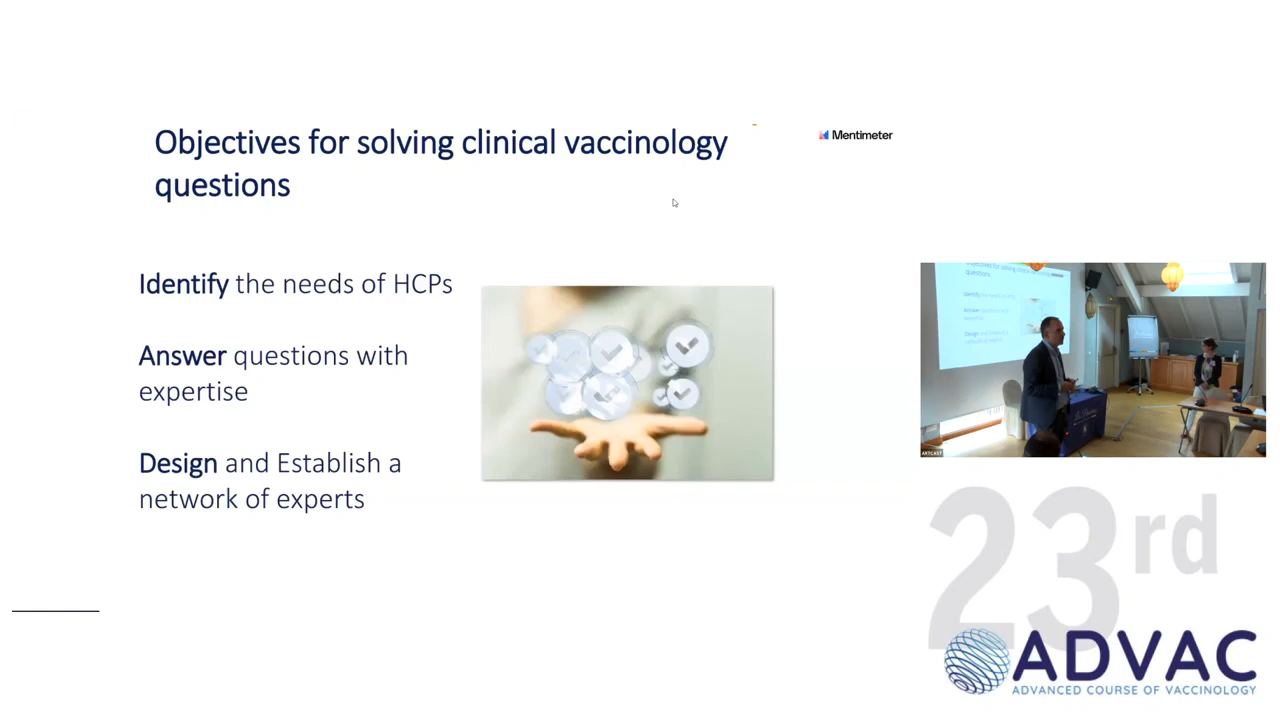 Objectives for solving clinical vaccinology
questions
Mentimeter
Identify the needs of HCPs
Answer questions with
expertise
Design and Establish a
network of experts
ARTCAST
23rd
ADVAC
ADVANCED COURSE OF VACCINOLOGY